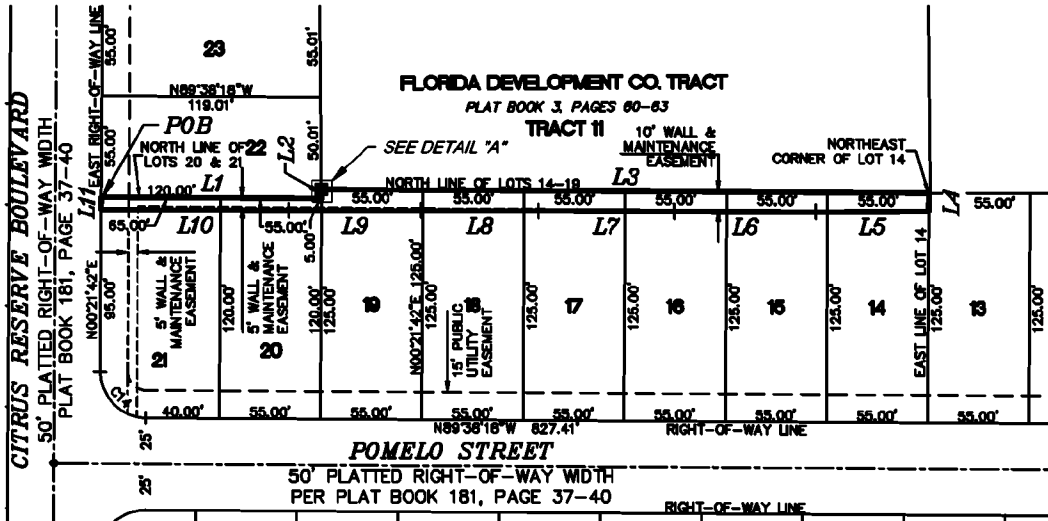 CITRUS RESERVE BOULEVARD
50' PLATTED RIGHT-OF-WAY WIDTH
PLAT BOOK 181, PAGE 37-40
55.00'
EAST RIGHT-OF-WAY LINE
55.00'
23
55.01'
N89°38'18"W
119.01'
POB
NORTH LINE OF
LOTS 20 & 21
22
L2
50.01'
FLORIDA DEVELOPMENT CO. TRACT
PLAT BOOK 3, PAGES 60-63
TRACT 11
SEE DETAIL "A"
10' WALL &
MAINTENANCE
EASEMENT
NORTHEAST
CORNER OF LOT 14
120.00'
L1
NORTH LINE OF LOTS 14-19
L3
L4
L11
55.00'
55.00'
55.00'
55.00'
55.00'
55.00'
55.00'
65.00'
L10
55.00'
5.00'
L9
L8
L7
L6
L5
N00°21'42"E
95.00'
5' WALL &
MAINTENANCE
EASEMENT
21
120.00'
5' WALL &
MAINTENANCE
EASEMENT
20
120.00'
125.00'
19
N00°21'42"E 125.00'
125.00'
18
15' PUBLIC
UTILITY
EASEMENT
125.00'
17
125.00'
16
125.00'
15
125.00'
14
EAST LINE OF LOT 14
125.00'
13
125.00'
C14
40.00'
55.00'
55.00'
55.00'
55.00'
55.00'
55.00'
55.00'
55.00'
N89°38'18"W 827.41'
RIGHT-OF-WAY LINE
25'
POMELO STREET
50' PLATTED RIGHT-OF-WAY WIDTH
PER PLAT BOOK 181, PAGE 37-40
25'
RIGHT-OF-WAY LINE